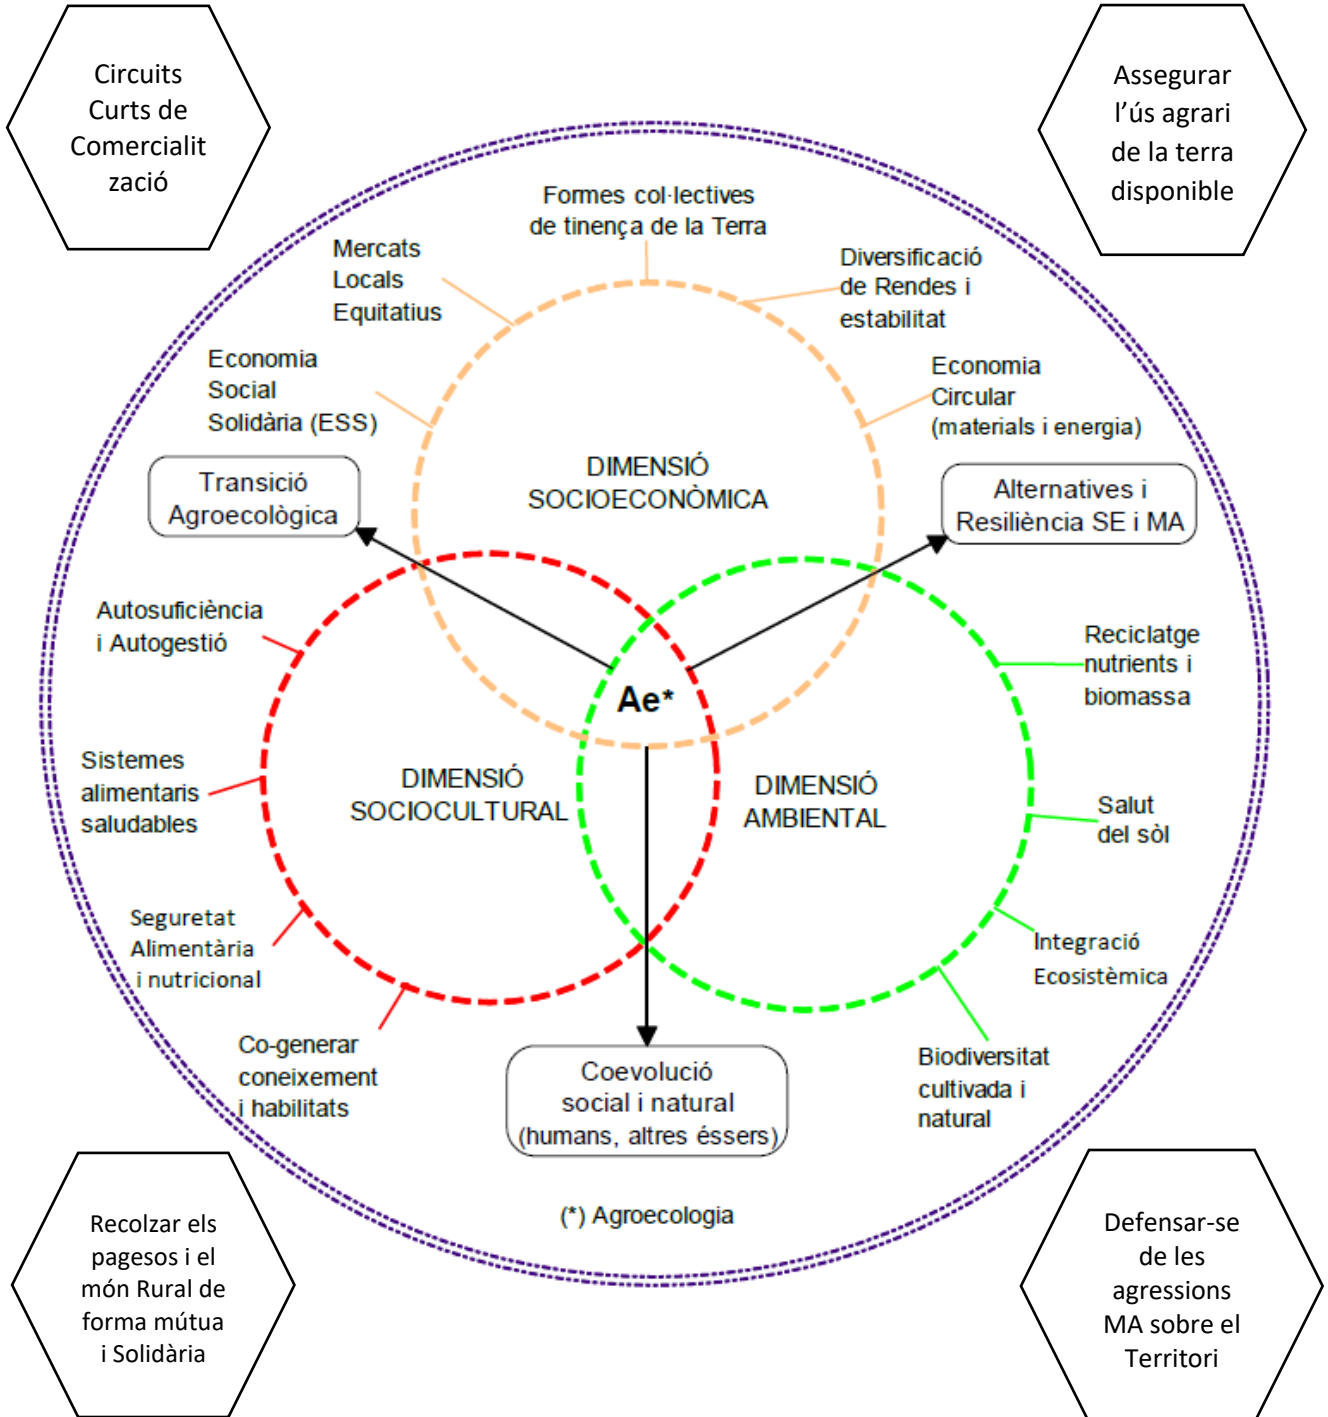 Circuits
Curts de
Comercialit
zació
Assegurar
l’ús agrari
de la terra
disponible
Formes col·lectives
de tinença de la Terra
Mercats
Locals
Equitatius
Diversificació
de Rendes i
estabilitat
Economia
Social
Solidària (ESS)
Economia
Circular
(materials i energia)
DIMENSIÓ
SOCIOECONÒMICA
Transició
Agroecològica
Alternatives i
Resiliència SE i MA
Autosuficiència
i Autogestió
Reciclatge
nutrients i
biomassa
Ae*
Sistemes
alimentaris
saludables
DIMENSIÓ
SOCIOCULTURAL
DIMENSIÓ
AMBIENTAL
Salut
del sòl
Seguretat
Alimentària
i nutricional
Integració
Ecosistèmica
Co-generar
coneixement
i habilitats
Coevolució
social i natural
(humans, altres éssers)
Biodiversitat
cultivada i
natural
(*) Agroecologia
Recolzar els
pagesos i el
món Rural de
forma mútua
i Solidària
Defensar-se
de les
agressions
MA sobre el
Territori